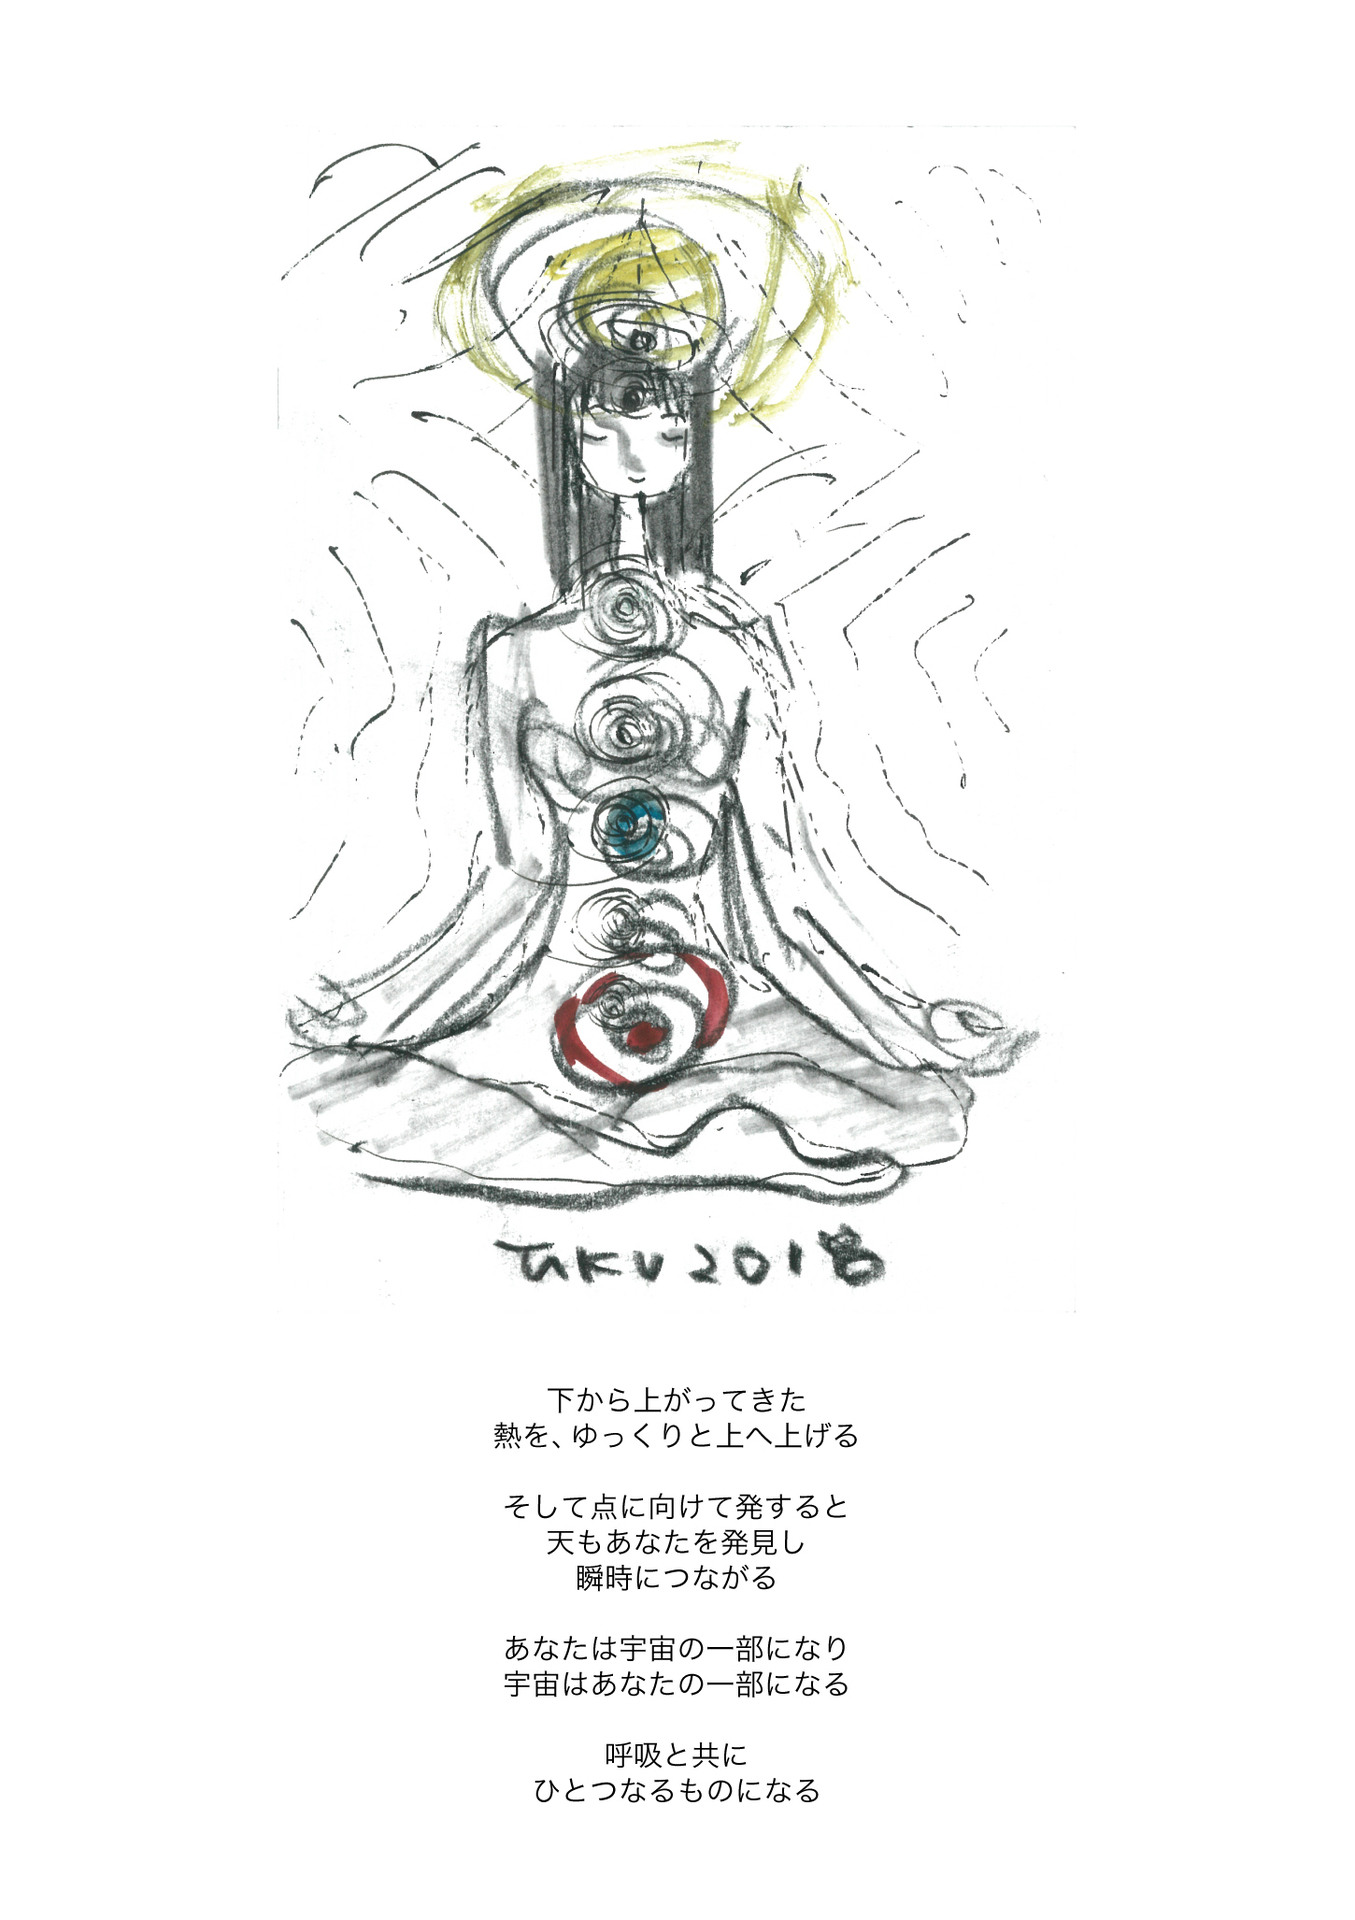 TAKU 2018
下から上がってきた
熱を、ゆっくりと上へ上げる
そして点に向けて発すると
天もあなたを発見し
瞬時につながる
あなたは宇宙の一部になり
宇宙はあなたの一部になる
呼吸と共に
ひとつなるものになる